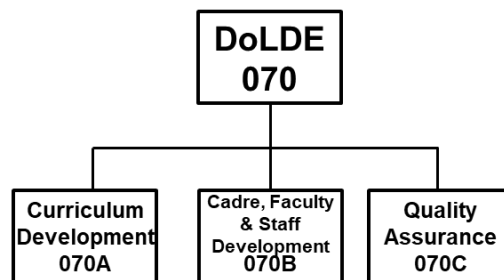 DoLDE
070
Curriculum
Development
070A
Cadre, Faculty
& Staff
Development
070B
Quality
Assurance
070C